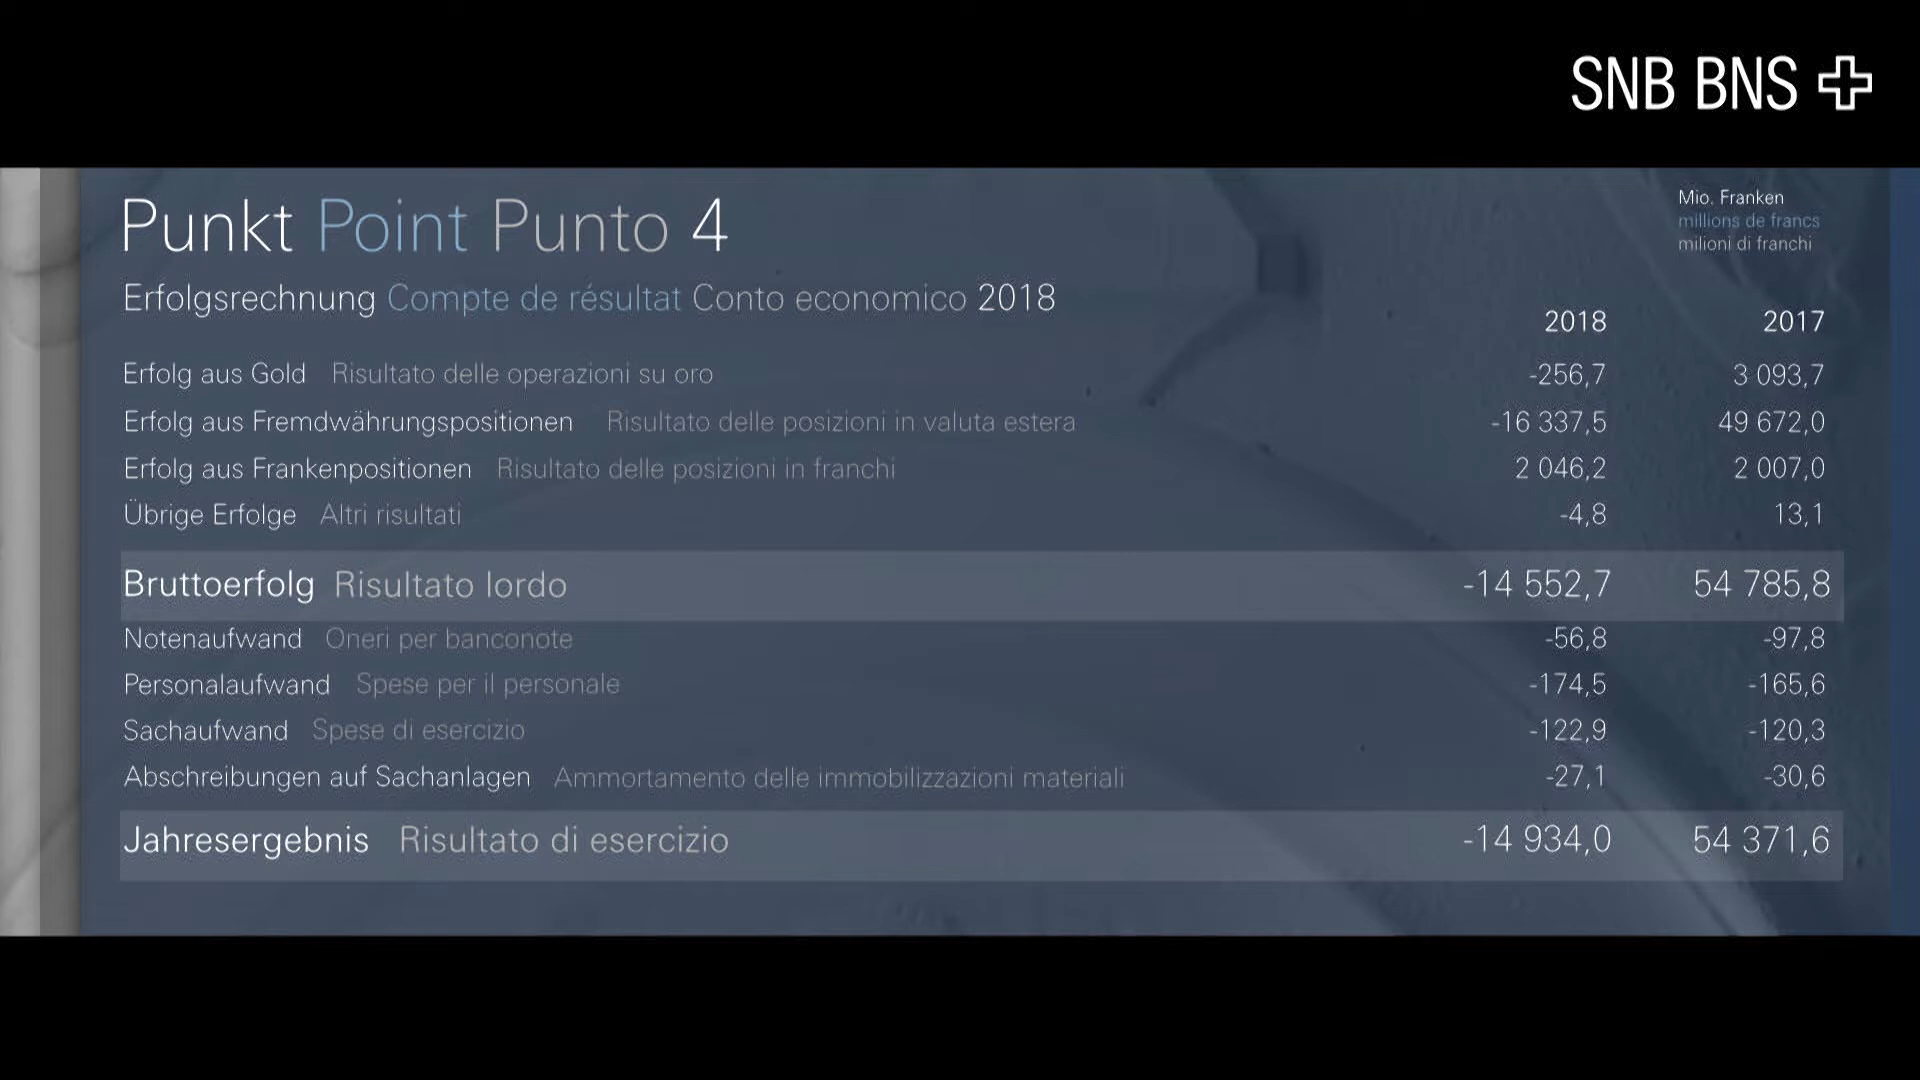 SNB BNS
Punkt Point Punto 4
Mio. Franken
millions de francs
milioni di franchi
Erfolgsrechnung Compte de résultat Conto economico 2018
2018 2017
Erfolg aus Gold Risultato delle operazioni su oro -256,7 3 093,7
Erfolg aus Fremdwährungspositionen Risultato delle posizioni in valuta estera -16 337,5 49 672,0
Erfolg aus Frankenpositionen Risultato delle posizioni in franchi 2 046,2 2 007,0
Übrige Erfolge Altri risultati -4,8 13,1
Bruttoerfolg Risultato lordo -14 552,7 54 785,8
Notenaufwand Oneri per banconote -56,8 -97,8
Personalaufwand Spese per il personale -174,5 -165,6
Sachaufwand Spese di esercizio -122,9 -120,3
Abschreibungen auf Sachanlagen Ammortamento delle immobilizzazioni materiali -27,1 -30,6
Jahresergebnis Risultato di esercizio -14 934,0 54 371,6